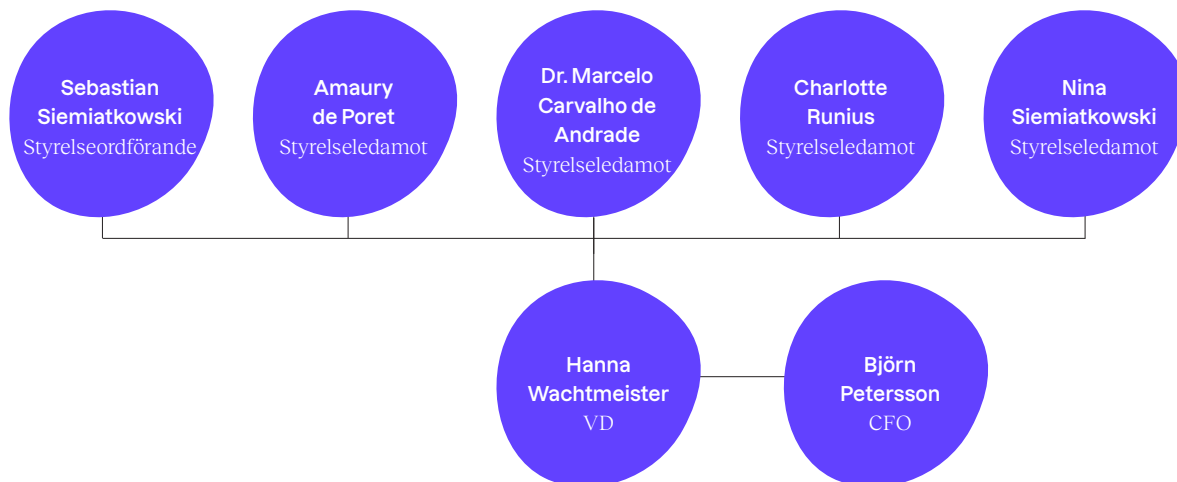 Sebastian
Siemiatkowski
Styrelseordförande
Amaury
de Poret
Styrelseledamot
Dr. Marcelo
Carvalho de
Andrade
Styrelseledamot
Charlotte
Runius
Styrelseledamot
Nina
Siemiatkowski
Styrelseledamot
Hanna
Wachtmeister
VD
Björn
Petersson
CFO